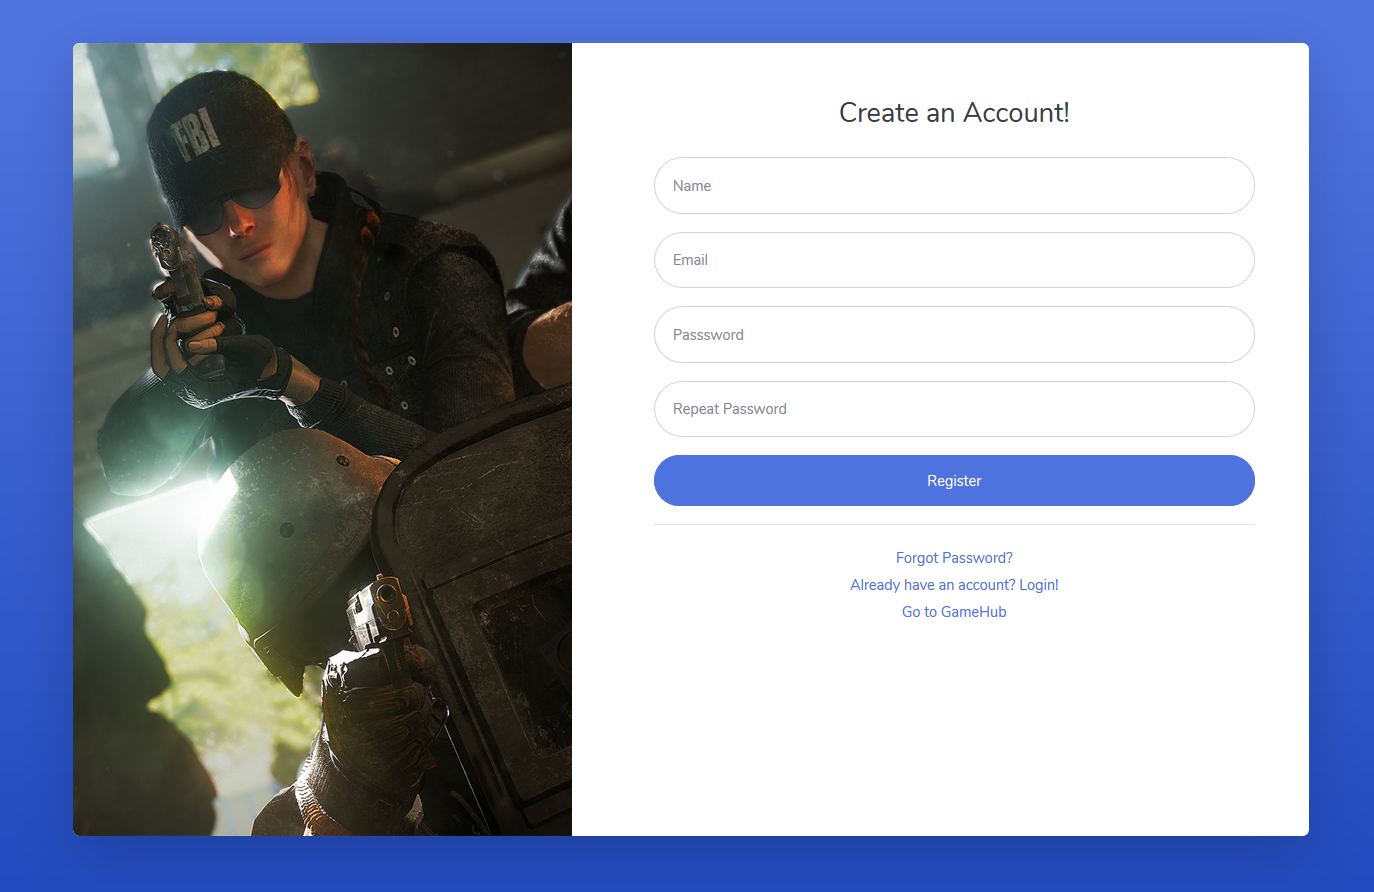 FBI
Create an Account!
Name
Email
Passsword
Repeat Password
Register
Forgot Password?
Already have an account? Login!
Go to GameHub